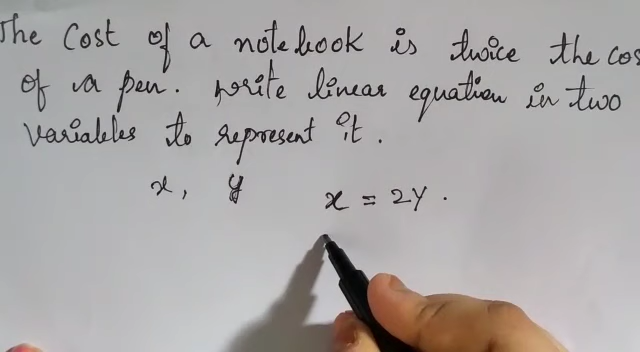 The cost of a notebook is twice the cos
of a pen. write linear equation in two
variables to represent it.
x, y x = 2y.